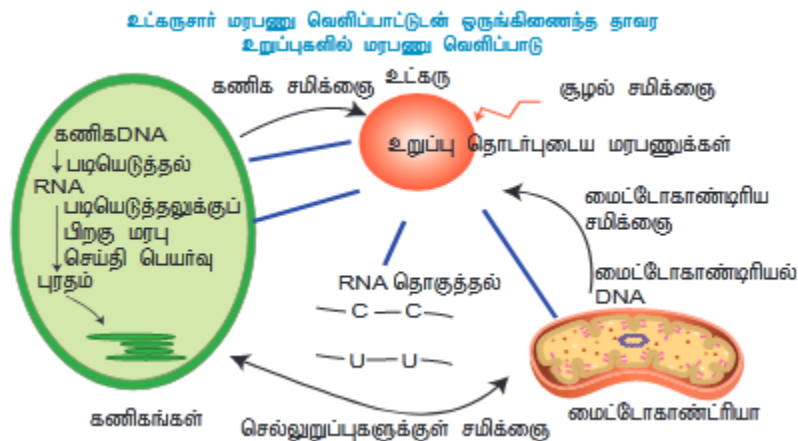 உட்கருசார் மரபணு வெளிப்பாட்டுடன் ஒருங்கிணைந்த தாவர
உறுப்புகளில் மரபணு வெளிப்பாடு
கணிக சமிக்ஞை
உட்கரு
சூழல் சமிக்ஞை
கணிகDNA
படியெடுத்தல்
RNA
படியெடுத்தலுக்குப்
பிறகு மரபு
செய்தி பெயர்வு
புரதம்
உறுப்பு தொடர்புடைய மரபணுக்கள்
மைட்டோகாண்டிரிய
சமிக்ஞை
RNA தொகுத்தல்
C C
U U
மைட்டோகாண்டிரியல்
DNA
கணிகங்கள்
செல்லுறுப்புகளுக்குள் சமிக்ஞை
மைட்டோகாண்ட்ரியா